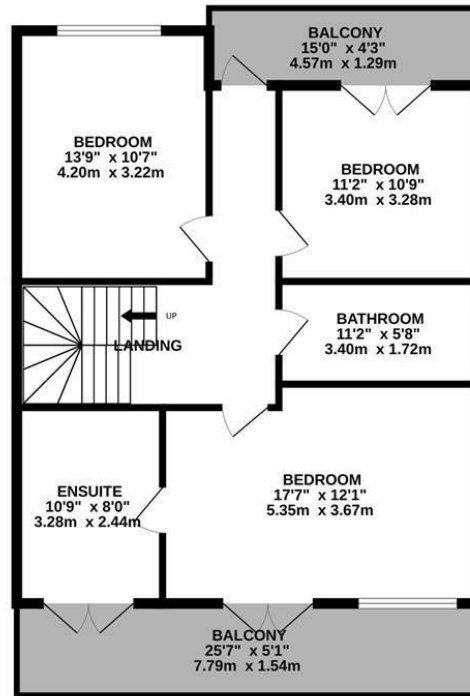 BALCONY
15'0" x 4'3"
4.57m x 1.29m
BEDROOM
13'9" x 10'7"
4.20m x 3.22m
BEDROOM
11'2" x 10'9"
3.40m x 3.28m
UP
LANDING
BATHROOM
11'2" x 5'8"
3.40m x 1.72m
ENSUITE
10'9" x 8'0"
3.28m x 2.44m
BEDROOM
17'7" x 12'1"
5.35m x 3.67m
BALCONY
25'7" x 5'1"
7.79m x 1.54m